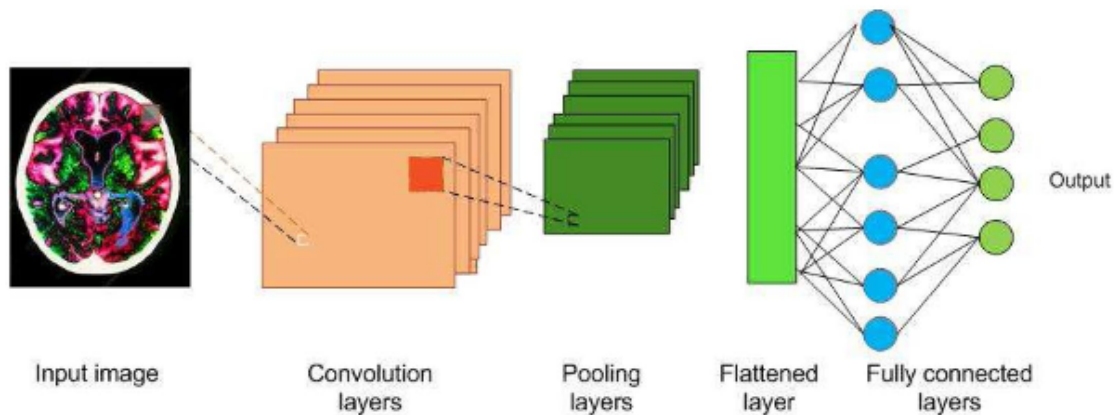 Output
Input image
Convolution
layers
Pooling
layers
Flattened
layer
Fully connected
layers